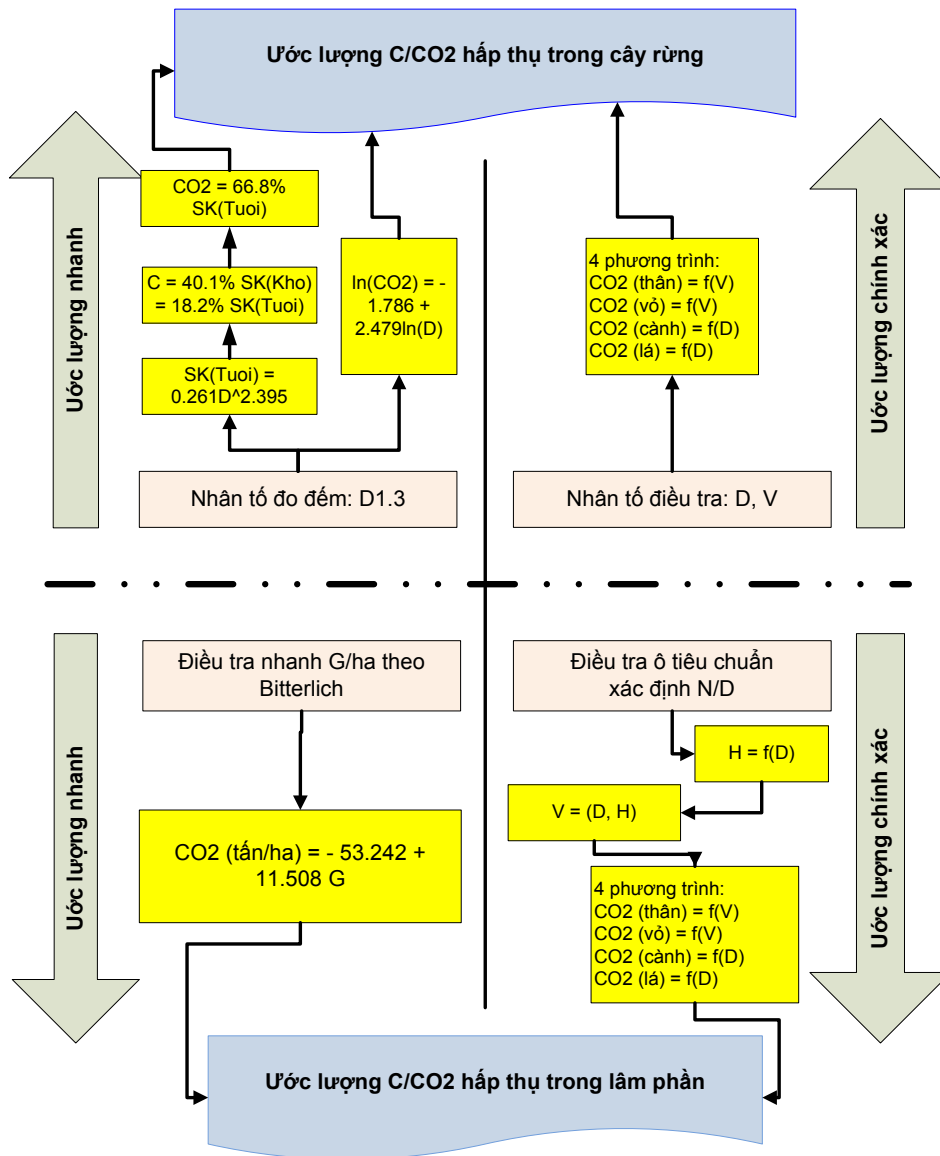 Ước lượng C/CO2 hấp thụ trong cây rừng
Uớc lượng nhanh
CO2 = 66.8%
SK(Tuoi)
C = 40.1% SK(Kho)
= 18.2% SK(Tuoi)
SK(Tuoi) =
0.261D^2.395
ln(CO2) = -
1.786 +
2.479ln(D)
Nhân tố đo đếm: D1.3
4 phương trình:
CO2 (thân) = f(V)
CO2 (vỏ) = f(V)
CO2 (cành) = f(D)
CO2 (lá) = f(D)
Nhân tố điều tra: D, V
Uớc lượng chính xác
Uớc lượng nhanh
Điều tra nhanh G/ha theo
Bitterlich
CO2 (tấn/ha) = - 53.242 +
11.508 G
Điều tra ô tiêu chuẩn
xác định N/D
H = f(D)
V = (D, H)
4 phương trình:
CO2 (thân) = f(V)
CO2 (vỏ) = f(V)
CO2 (cành) = f(D)
CO2 (lá) = f(D)
Uớc lượng chính xác
Ước lượng C/CO2 hấp thụ trong lâm phần